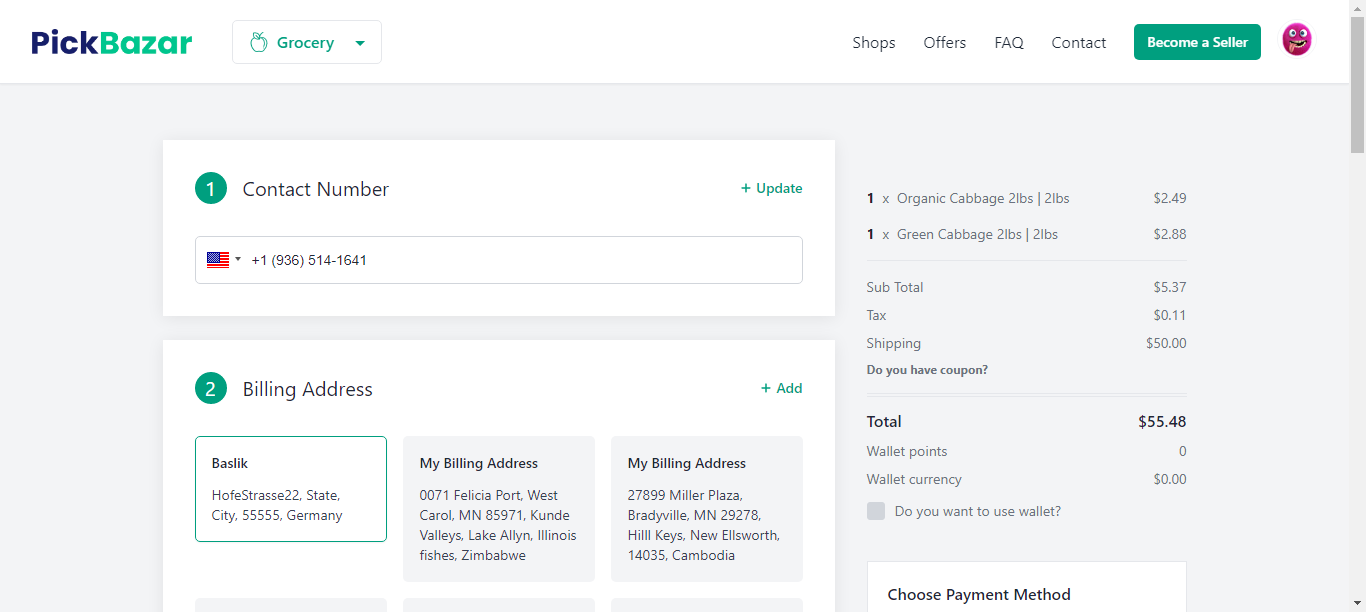 PickBazar
Grocery
Shops
Offers
FAQ
Contact
Become a Seller
1 Contact Number
+ Update
+1 (936) 514-1641
2 Billing Address
+ Add
Baslik
HofeStrasse22, State,
City, 55555, Germany
My Billing Address
0071 Felicia Port, West
Carol, MN 85971, Kunde
Valleys, Lake Allyn, Illinois
fishes, Zimbabwe
My Billing Address
27899 Miller Plaza,
Bradyville, MN 29278,
Hilll Keys, New Ellsworth,
14035, Cambodia
1 x Organic Cabbage 2lbs | 2lbs $2.49
1 x Green Cabbage 2lbs | 2lbs $2.88
Sub Total $5.37
Tax $0.11
Shipping $50.00
Do you have coupon?
Total $55.48
Wallet points 0
Wallet currency $0.00
Do you want to use wallet?
Choose Payment Method